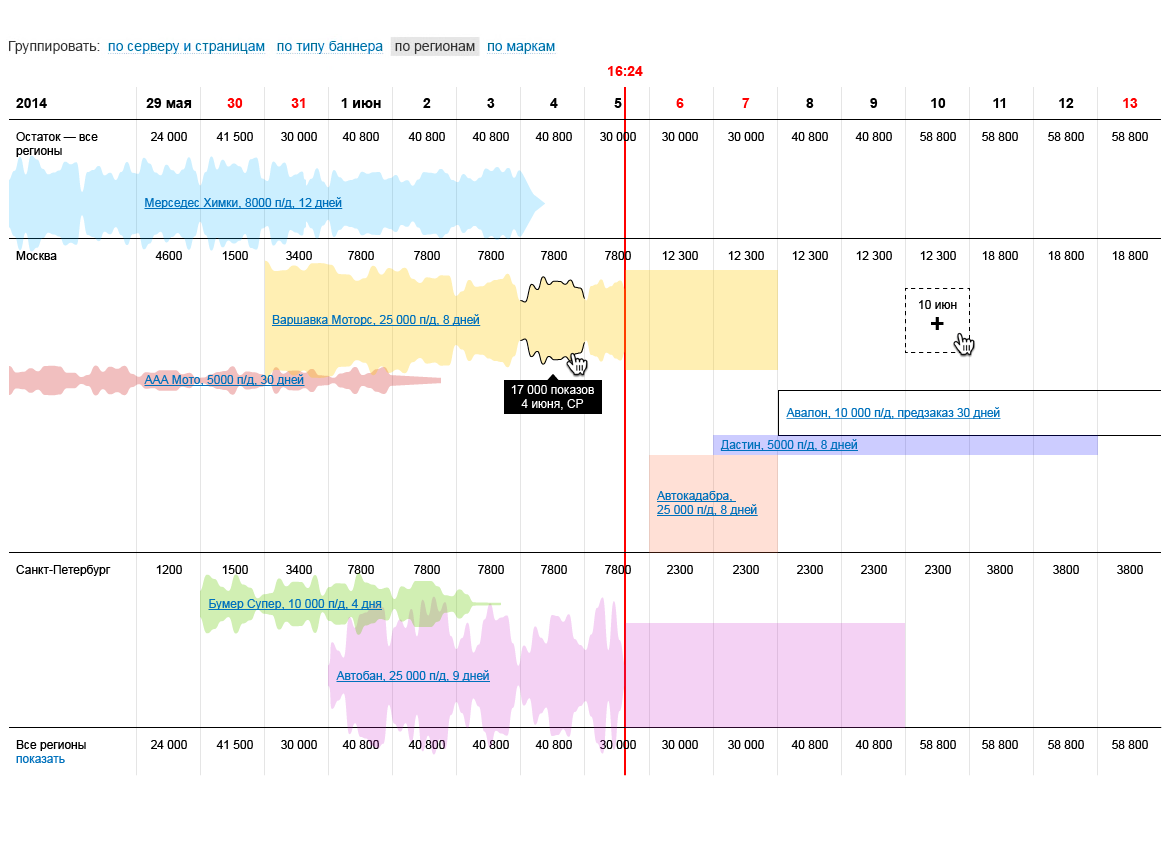 Группировать: по серверу и страницам по типу баннера по регионам по маркам
16:24
2014 29 мая 30 31 1 июн 2 3 4 5 6 7 8 9 10 11 12 13
Остаток — все 24 000 41 500 30 000 40 800 40 800 40 800 40 800 30 000 30 000 30 000 40 800 40 800 58 800 58 800 58 800 58 800
регионы
Мерседес Химки, 8000 п/д, 12 дней
Москва 4600 1500 3400 7800 7800 7800 7800 7800 12 300 12 300 12 300 12 300 12 300 18 800 18 800 18 800
10 июн
+
Варшавка Моторс, 25 000 п/д, 8 дней
ААА Мото, 5000 п/д, 30 дней
17 000 показов
4 июня, СР
Авалон, 10 000 п/д, предзаказ 30 дней
Дастин, 5000 п/д, 8 дней
Автокадабра,
25 000 п/д, 8 дней
Санкт-Петербург 1200 1500 3400 7800 7800 7800 7800 7800 2300 2300 2300 2300 2300 3800 3800 3800
Бумер Супер, 10 000 п/д, 4 дня
Автобан, 25 000 п/д, 9 дней
Все регионы 24 000 41 500 30 000 40 800 40 800 40 800 40 800 30 000 30 000 30 000 40 800 40 800 58 800 58 800 58 800 58 800
показать